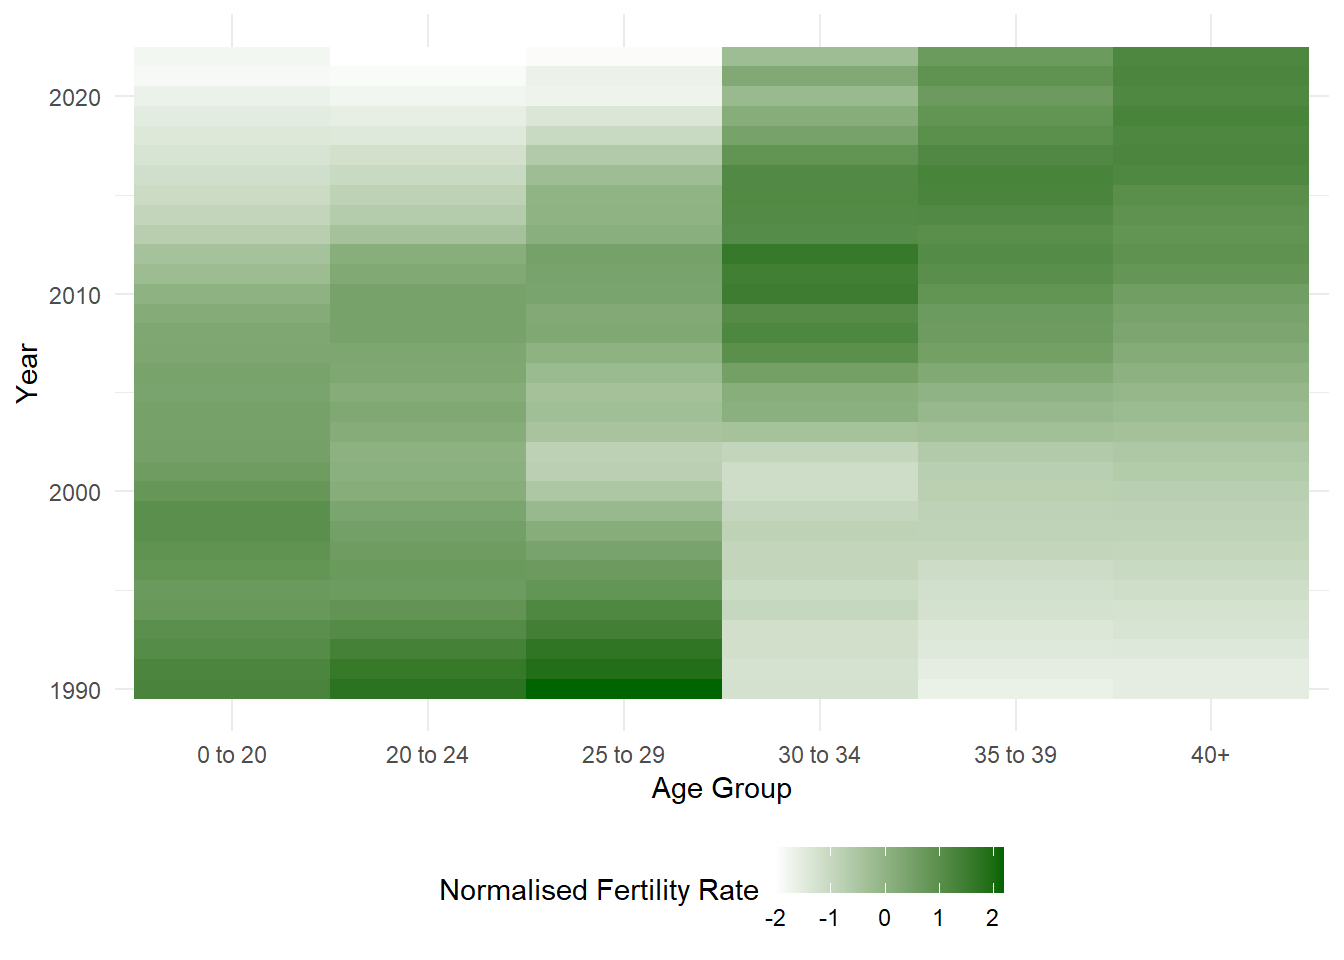 2020
2010
2000
1990
Year
0 to 20 20 to 24 25 to 29 30 to 34 35 to 39 40+
Age Group
Normalised Fertility Rate
-2 -1 0 1 2